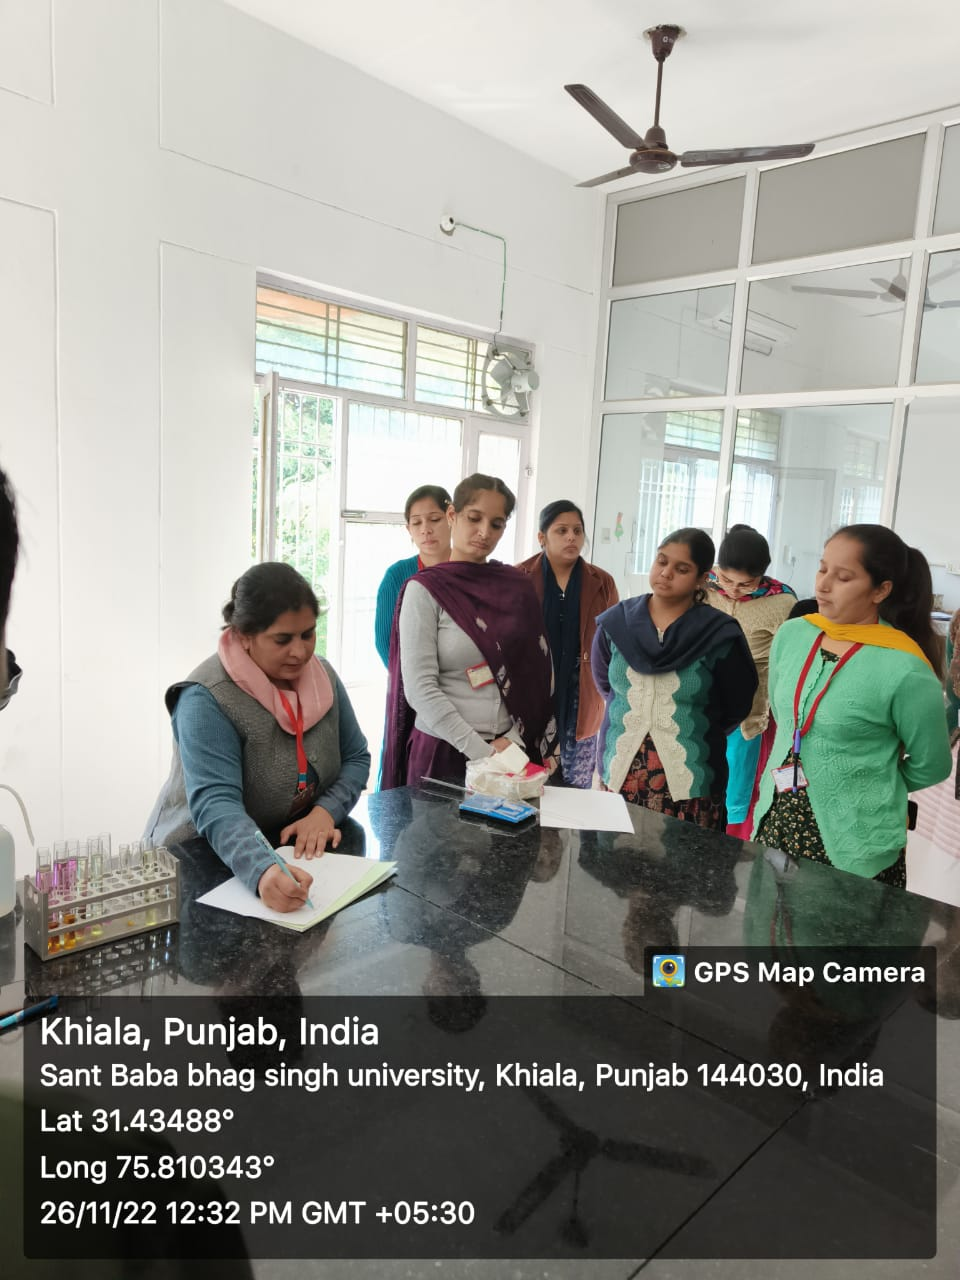 GPS Map Camera
Khiala, Punjab, India
Sant Baba bhag singh university, Khiala, Punjab 144030, India
Lat 31.43488°
Long 75.810343°
26/11/22 12:32 PM GMT +05:30